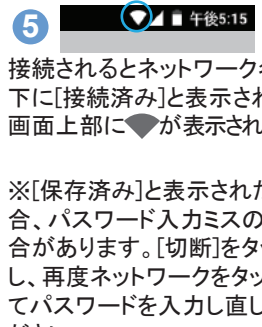 5
午後5:15
接続されるとネットワーク
下に[接続済み]と表示され
画面上部に が表示され
※[保存済み]と表示された
合、パスワード入力ミスの
合があります。[切断]をタ
し、再度ネットワークをタッ
てパスワードを入力し直し
ださい